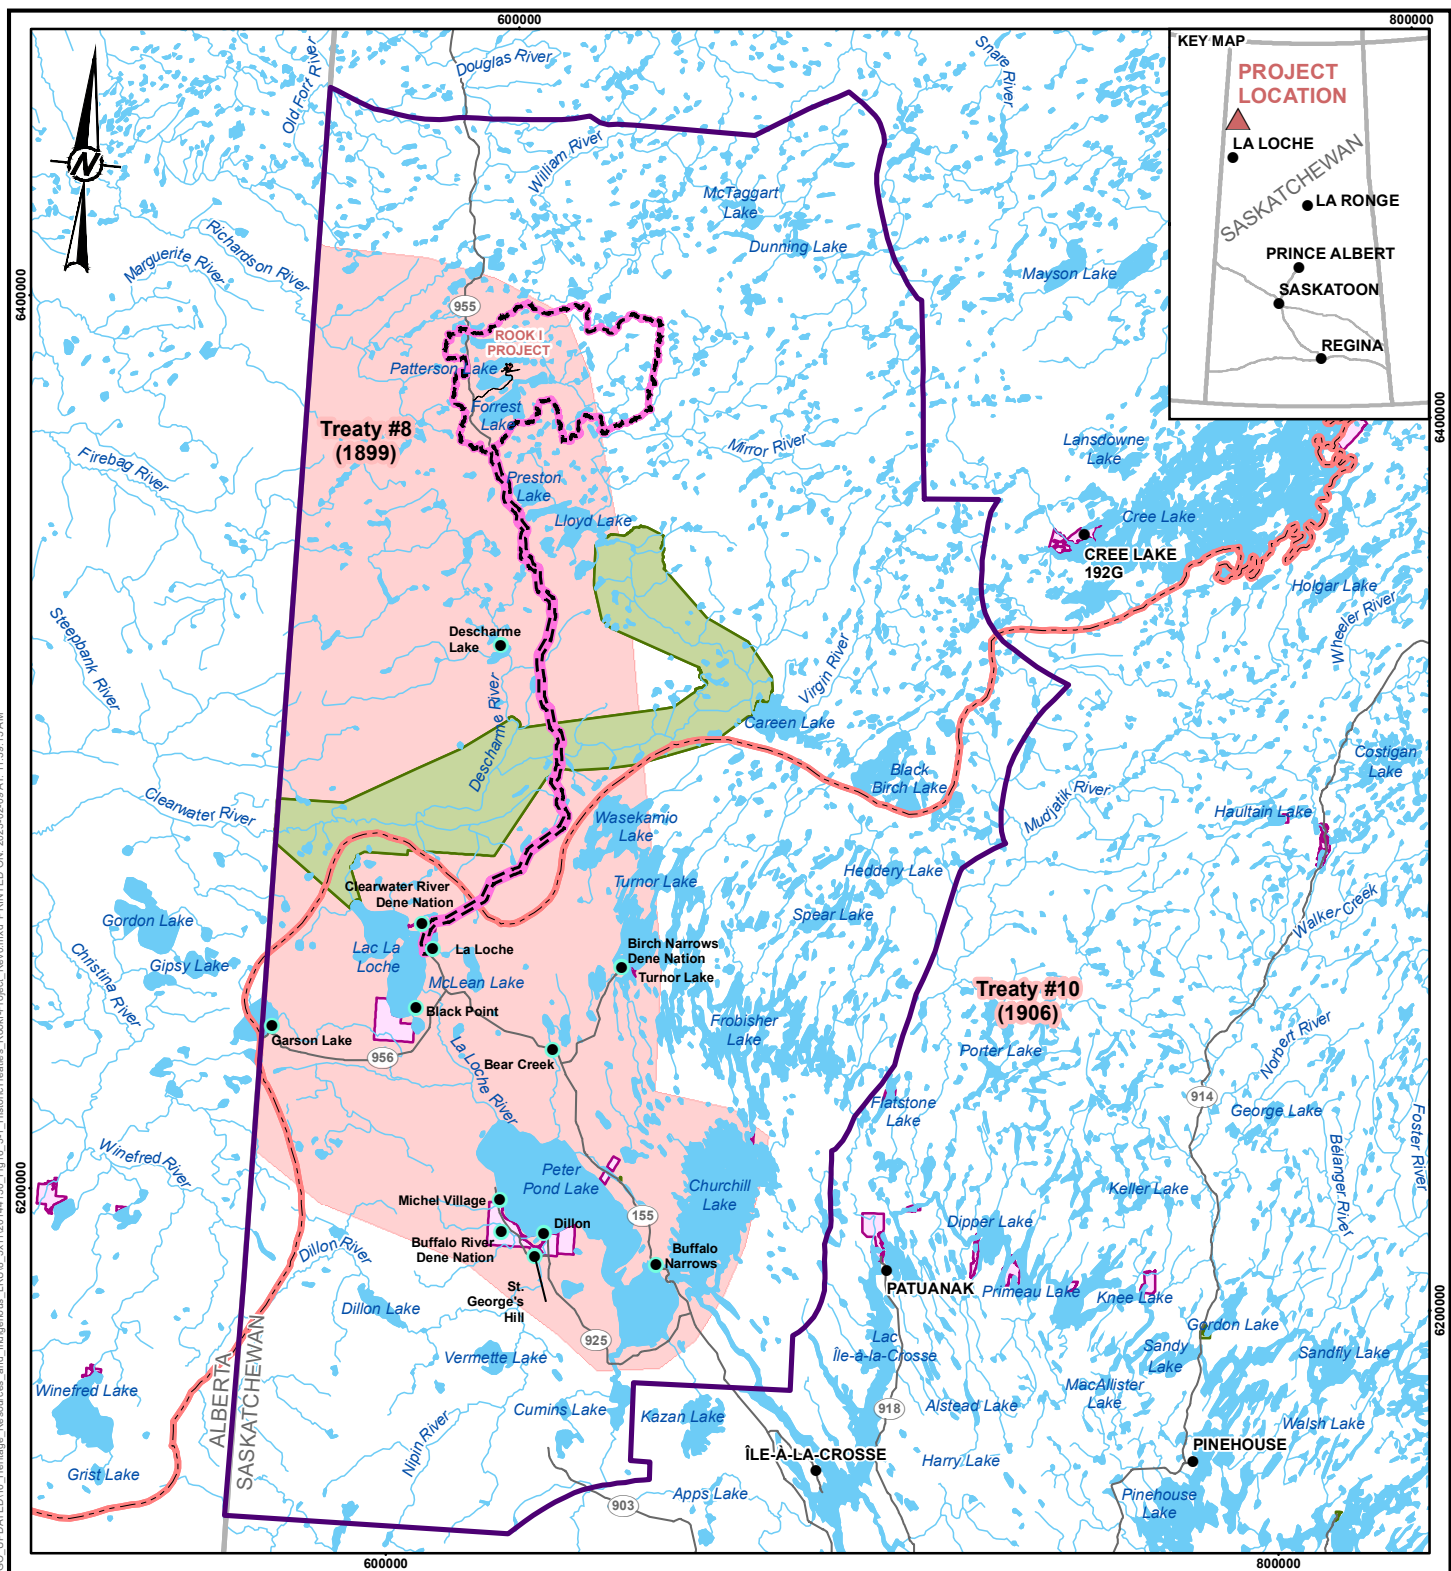 600000
800000
KEY MAP
PROJECT
LOCATION
LA LOCHE
SASKATCHEWAN
LA RONGE
PRINCE ALBERT
SASKATOON
REGINA
N
Old Fort River
Douglas River
Snare River
William River
McTaggart
Lake
Dunning Lake
Mayson Lake
Richardson River
Marguerite River
6400000
955
ROOK I
PROJECT
Patterson Lake
Forrest
Lake
Treaty #8
(1899)
Mirror River
Lansdowne
Lake
6400000
Firebag River
Preston
Lake
Lloyd Lake
Cree Lake
CREE LAKE
192G
Holgar Lake
Wheeler River
Steepbank River
Descharme
Lake
Descharme River
Virgin River
Careen Lake
Black
Birch Lake
Mudjatik River
Costigan
Lake
Haultain Lake
Clearwater River
Wasekamio
Lake
Turnor Lake
Heddery Lake
Spear Lake
Walker Creek
Clearwater River
Dene Nation
Gordon Lake
Gipsy Lake
Christina River
Lac La
Loche
La Loche
McLean Lake
Birch Narrows
Dene Nation
Turnor Lake
Treaty #10
(1906)
Black Point
Garson Lake
956
La Loche River
Bear Creek
Frobisher
Lake
Porter Lake
Norbert River
914
George Lake
Flatstone
Lake
Foster River
Bélanger River
Winefred River
6200000
Peter
Pond Lake
Churchill
Lake
Keller Lake
Michel Village
155
Dillon
Dipper Lake
Buffalo River
Dene Nation
Buffalo
Narrows
Dillon River
St.
George's
Hill
PATUANAK
Primeau Lake
Knee Lake
6200000
Dillon Lake
925
Lac
Île-à-la-Crosse
Gordon Lake
Sandy
Lake
Sandfly Lake
Vermette Lake
ALBERTA
SASKATCHEWAN
Winefred Lake
MacAllister
Lake
Cumins Lake
Kazan Lake
918
Alstead Lake
Walsh Lake
Nipin River
ÎLE-À-LA-CROSSE
Harry Lake
PINEHOUSE
Grist Lake
903
Apps Lake
Pinehouse
Lake
600000
800000